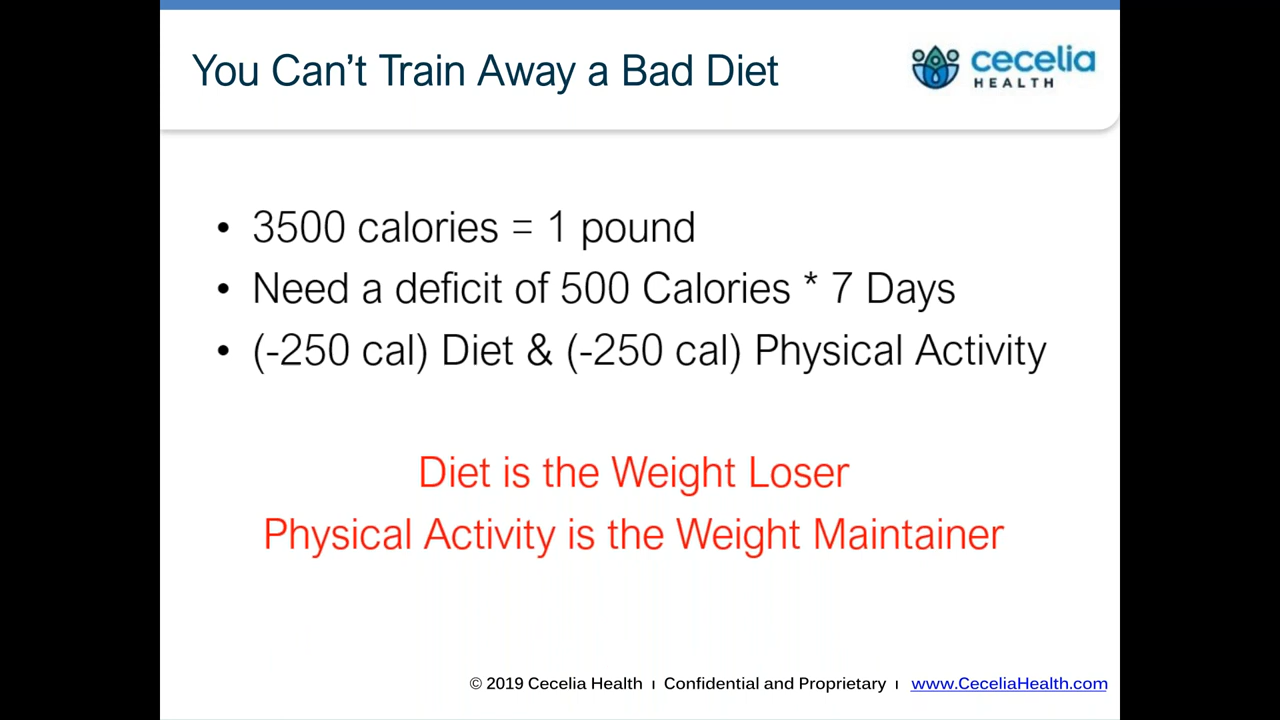 You Can’t Train Away a Bad Diet
cecelia
HEALTH
• 3500 calories = 1 pound
• Need a deficit of 500 Calories * 7 Days
• (-250 cal) Diet & (-250 cal) Physical Activity
Diet is the Weight Loser
Physical Activity is the Weight Maintainer
© 2019 Cecelia Health ı Confidential and Proprietary ı www.CeceliaHealth.com